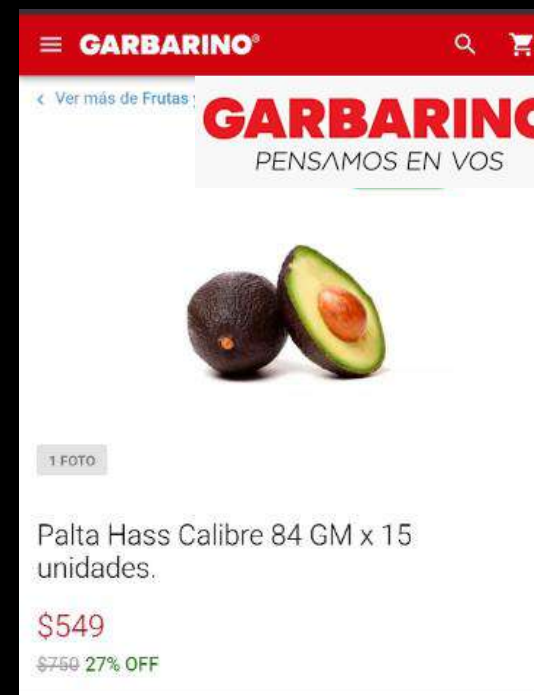 GARBARINO®
< Ver más de Frutas
GARBARINO
PENSAMOS EN VOS
1 FOTO
Palta Hass Calibre 84 GM x 15
unidades.
$549
$750 27% OFF